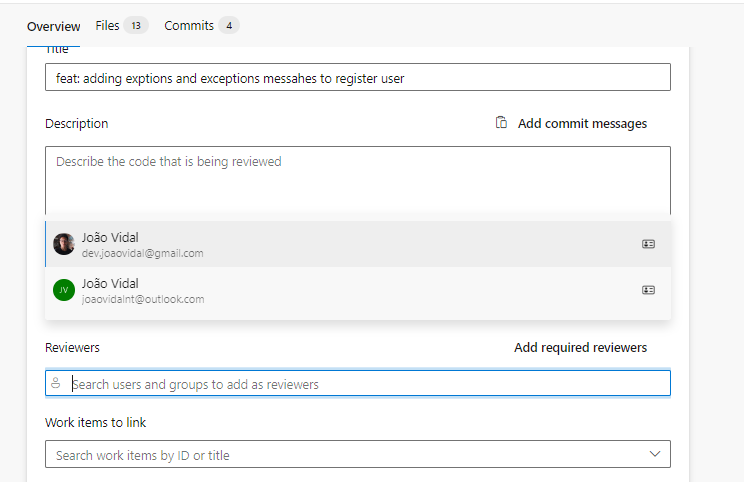 Overview Files 13 Commits 4
Title
feat: adding exptions and exceptions messahes to register user
Description Add commit messages
Describe the code that is being reviewed
João Vidal
dev.joaovidal@gmail.com
JV João Vidal
joaovidalnt@outlook.com
Reviewers Add required reviewers
Search users and groups to add as reviewers
Work items to link
Search work items by ID or title